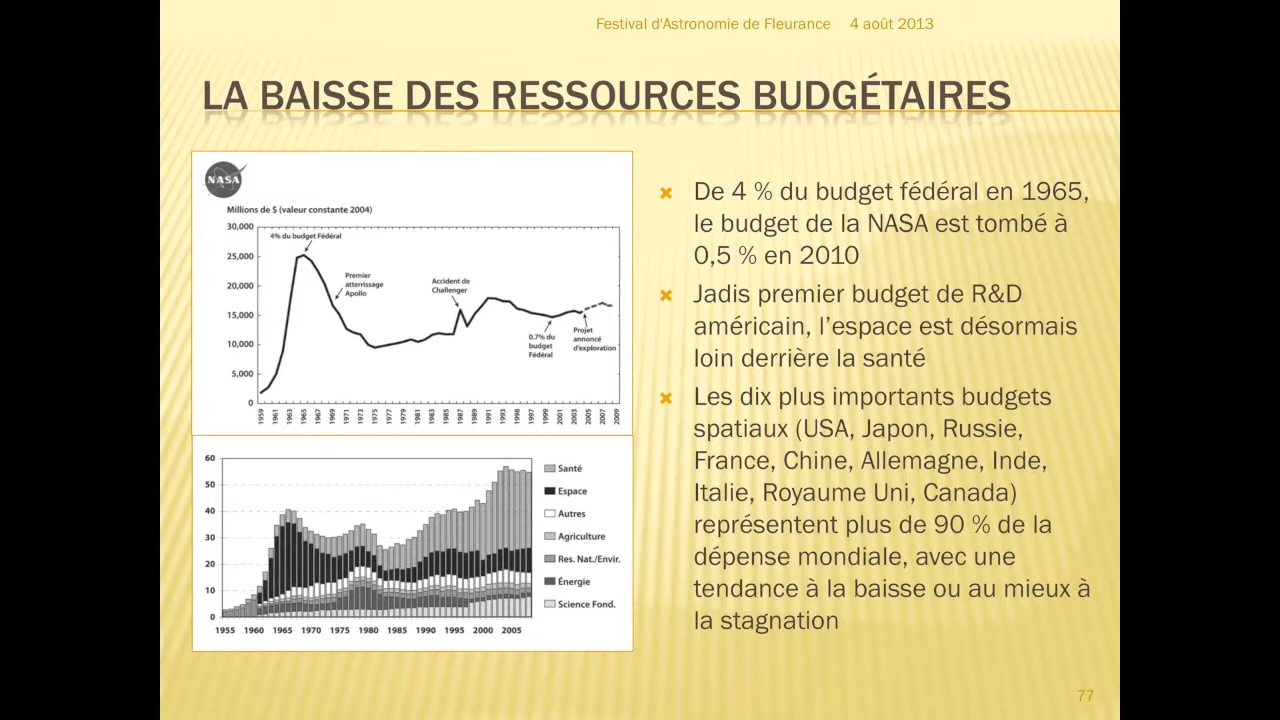 Festival d'Astronomie de Fleurance 4 août 2013
LA BAISSE DES RESSOURCES BUDGÉTAIRES
NASA
Millions de $ (valeur constante 2004)
30,000
25,000
20,000
15,000
10,000
5,000
0
4% du budget Fédéral
Premier
atterrissage
Apollo
Accident de
Challenger
0.7% du
budget
Fédéral
Projet
annoncé
d'exploration
1959 1961 1963 1965 1967 1969 1971 1973 1975 1977 1979 1981 1983 1985 1987 1989 1991 1993 1996 1998 1999 2001 2003 2005 2007 2009
60
50
40
30
20
10
0
1955 1960 1965 1970 1975 1980 1985 1990 1995 2000 2005
Santé
Espace
Autres
Agriculture
Res. Nat./Envir.
Énergie
Science Fond.
De 4 % du budget fédéral en 1965,
le budget de la NASA est tombé à
0,5 % en 2010
Jadis premier budget de R&D
américain, l’espace est désormais
loin derrière la santé
Les dix plus importants budgets
spatiaux (USA, Japon, Russie,
France, Chine, Allemagne, Inde,
Italie, Royaume Uni, Canada)
représentent plus de 90 % de la
dépense mondiale, avec une
tendance à la baisse ou au mieux à
la stagnation
77